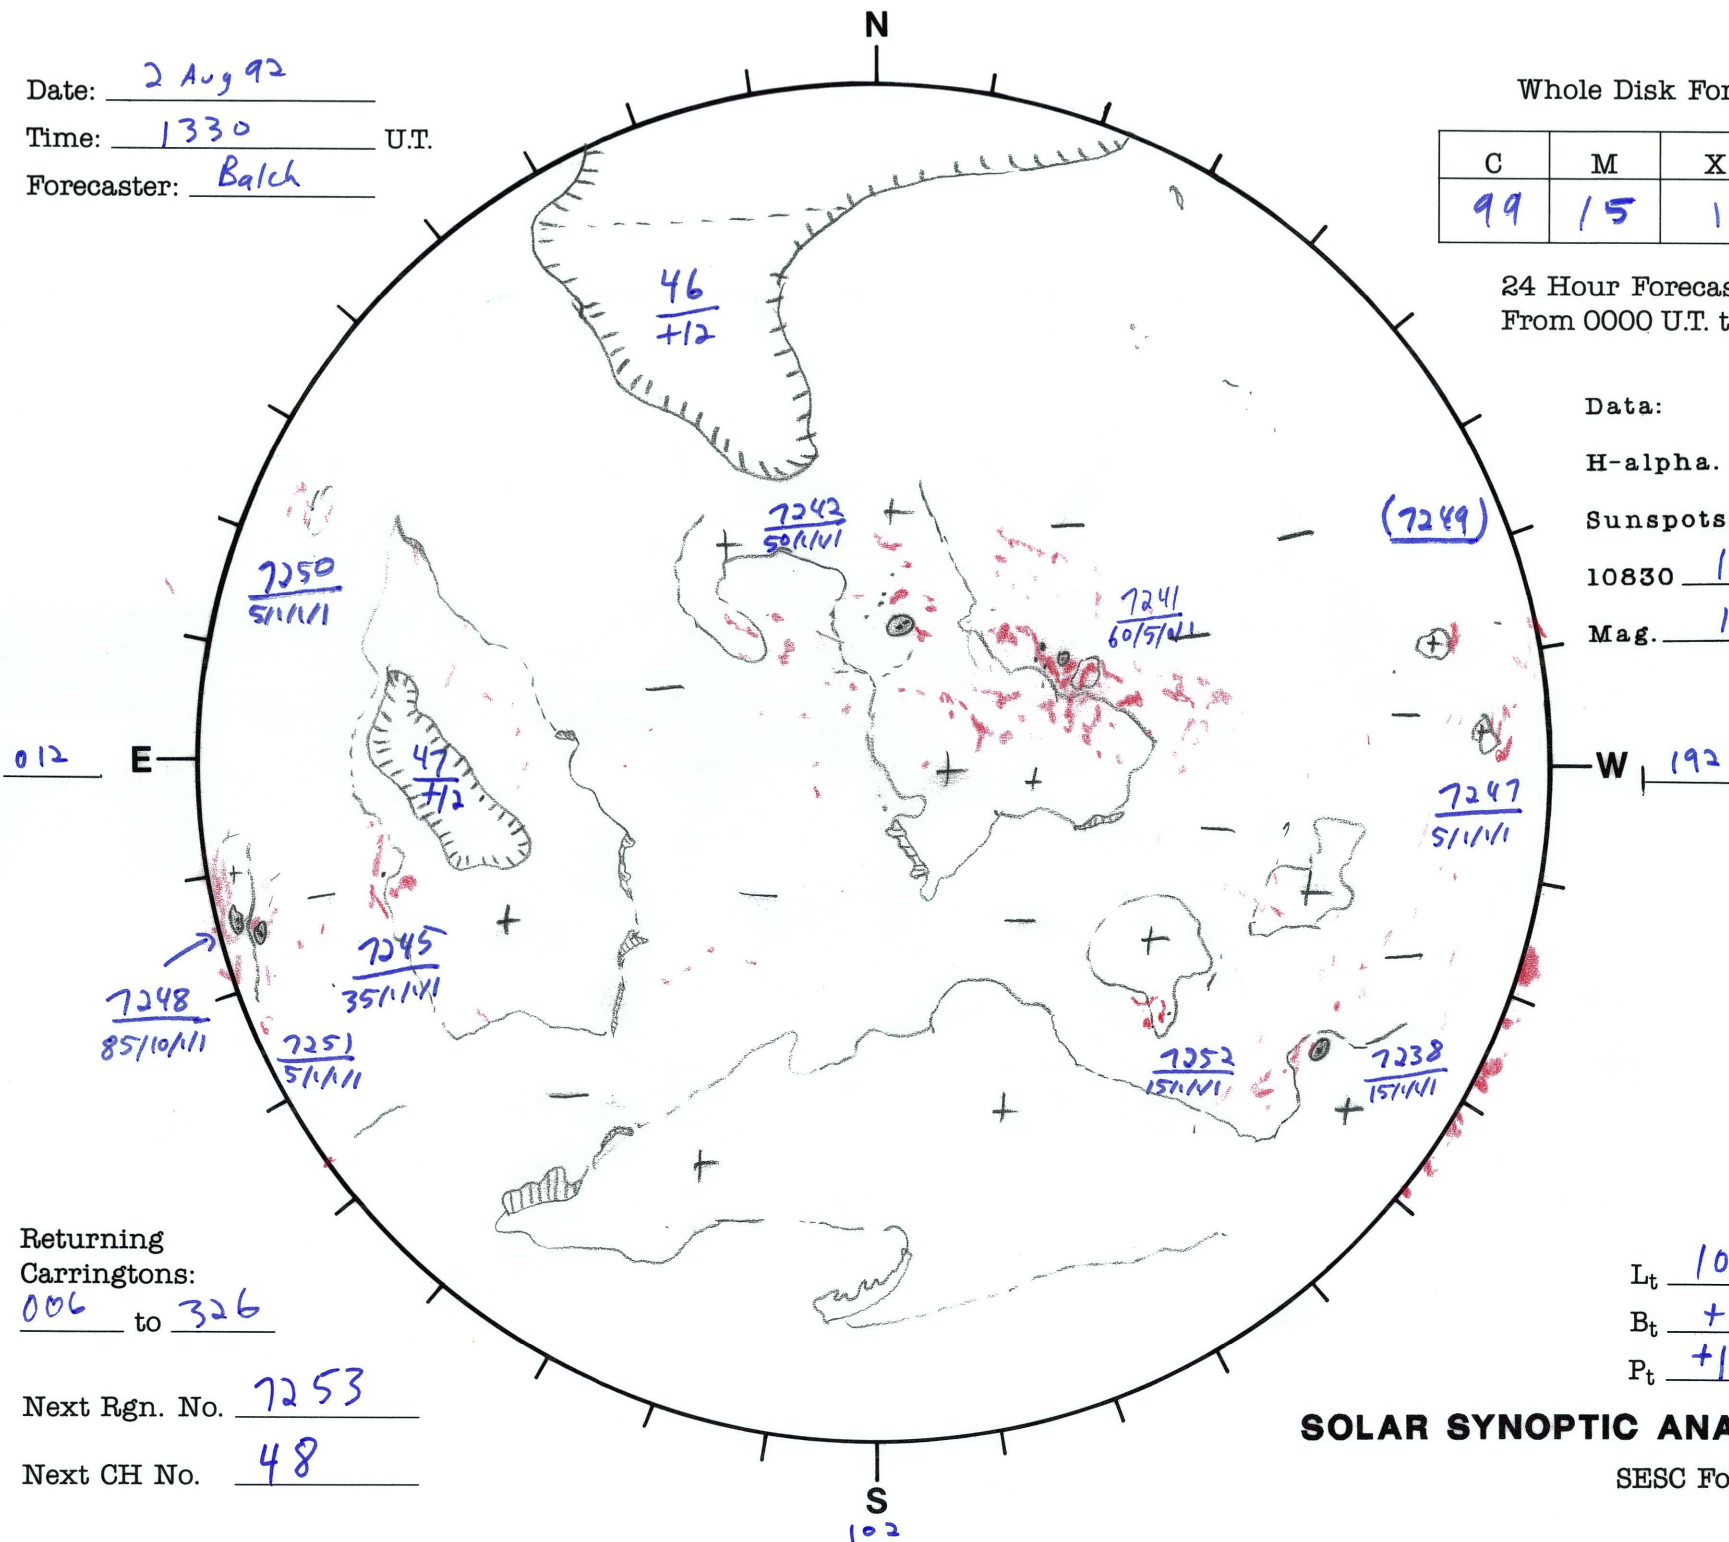 N
Date: 2 Aug 92
Time: 1330 U.T.
Forecaster: Balch
Whole Disk For
C M X
99 15 1
24 Hour Forecas
From 0000 U.T. t
46
+12
Data:
H-alpha.
Sunspots
10830 1
Mag. 1
7242
50/1/1/1
(7249)
7250
5/1/1/1
7241
60/5/1/1
012 E
47
+12
W 192
7247
5/1/1/1
7245
35/1/1/1
7248
85/10/1/1
7251
5/1/1/1
7252
15/1/1/1
7238
15/1/1/1
Returning
Carringtons:
006 to 326
Lt 10
Bt +
Pt +1
Next Rgn. No. 7253
Next CH No. 48
SOLAR SYNOPTIC ANA
SESC Fo
S
102